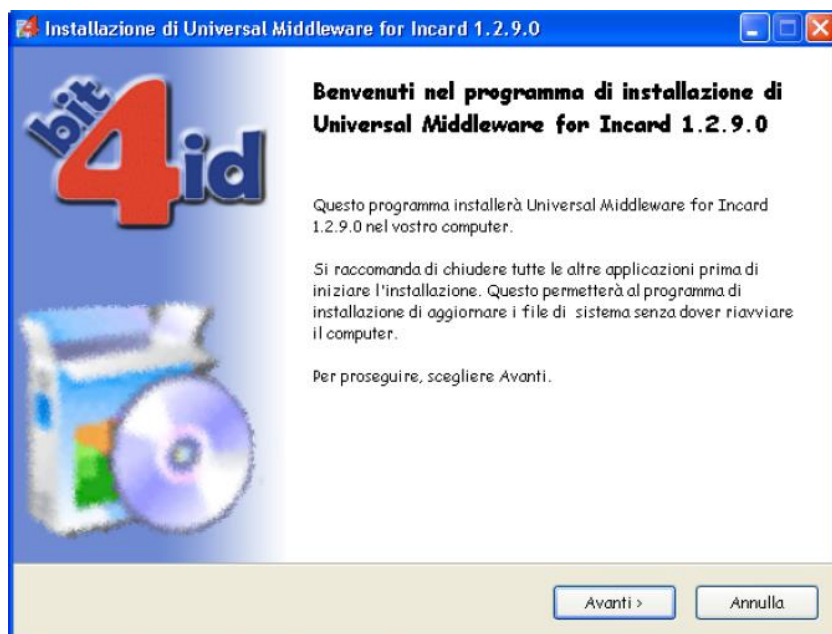 Installazione di Universal Middleware for Incard 1.2.9.0
bit
4
id
Benvenuti nel programma di installazione di
Universal Middleware for Incard 1.2.9.0
Questo programma installerà Universal Middleware for Incard
1.2.9.0 nel vostro computer.
Si raccomanda di chiudere tutte le altre applicazioni prima di
iniziare l'installazione. Questo permetterà al programma di
installazione di aggiornare i file di sistema senza dover riavviare
il computer.
Per proseguire, scegliere Avanti.
Avanti > Annulla